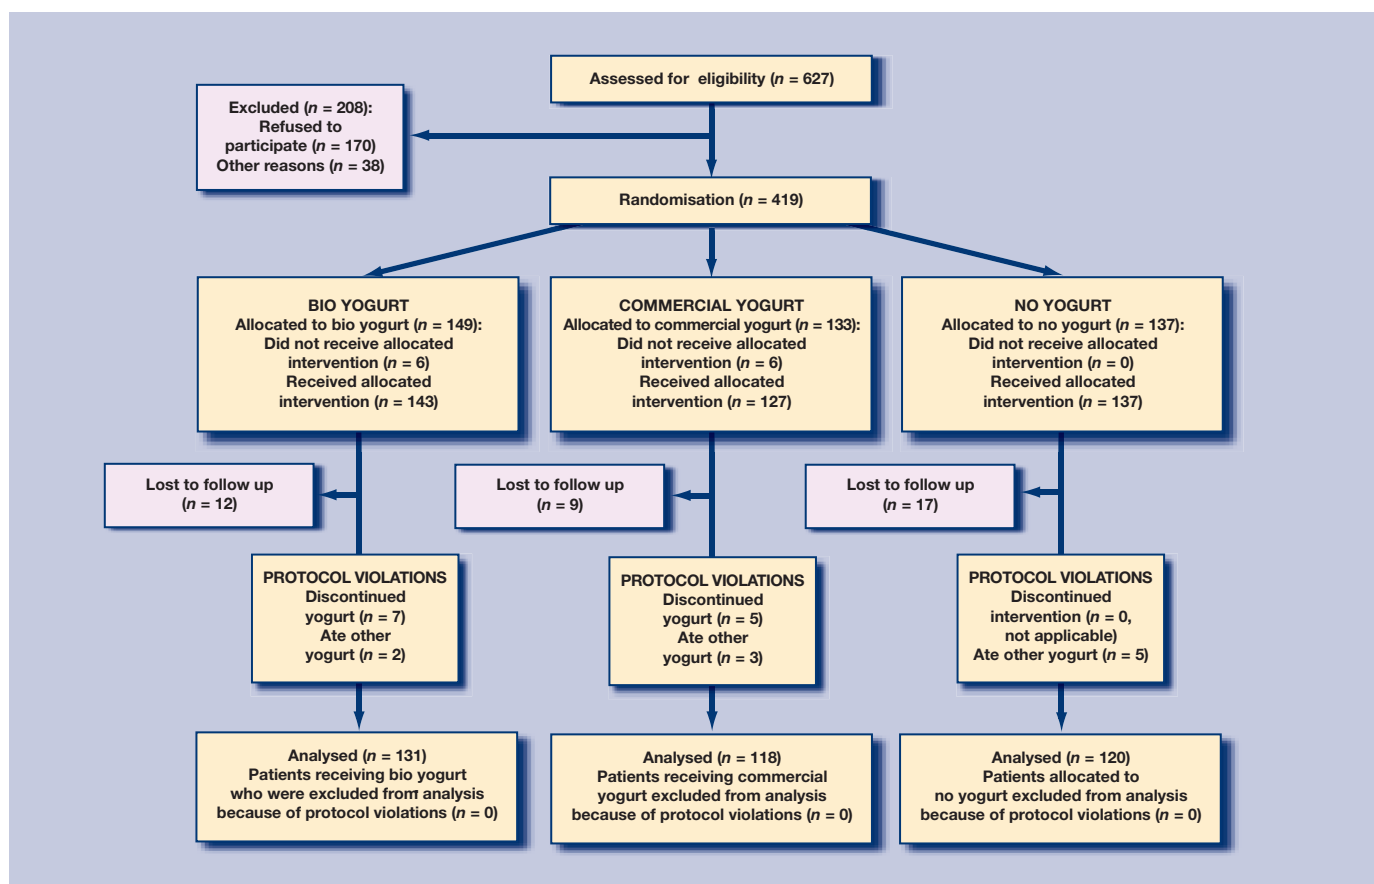 Assessed for eligibility (n = 627)
Excluded (n = 208):
Refused to
participate (n = 170)
Other reasons (n = 38)
Randomisation (n = 419)
BIO YOGURT
Allocated to bio yogurt (n = 149):
Did not receive allocated
intervention (n = 6)
Received allocated
intervention (n = 143)
COMMERCIAL YOGURT
Allocated to commercial yogurt (n = 133):
Did not receive allocated
intervention (n = 6)
Received allocated
intervention (n = 127)
NO YOGURT
Allocated to no yogurt (n = 137):
Did not receive allocated
intervention (n = 0)
Received allocated
intervention (n = 137)
Lost to follow up
(n = 12)
Lost to follow up
(n = 9)
Lost to follow up
(n = 17)
PROTOCOL VIOLATIONS
Discontinued
yogurt (n = 7)
Ate other
yogurt (n = 2)
PROTOCOL VIOLATIONS
Discontinued
yogurt (n = 5)
Ate other
yogurt (n = 3)
PROTOCOL VIOLATIONS
Discontinued
intervention (n = 0,
not applicable)
Ate other yogurt (n = 5)
Analysed (n = 131)
Patients receiving bio yogurt
who were excluded from analysis
because of protocol violations (n = 0)
Analysed (n = 118)
Patients receiving commercial
yogurt excluded from analysis
because of protocol violations (n = 0)
Analysed (n = 120)
Patients allocated to
no yogurt excluded from analysis
because of protocol violations (n = 0)